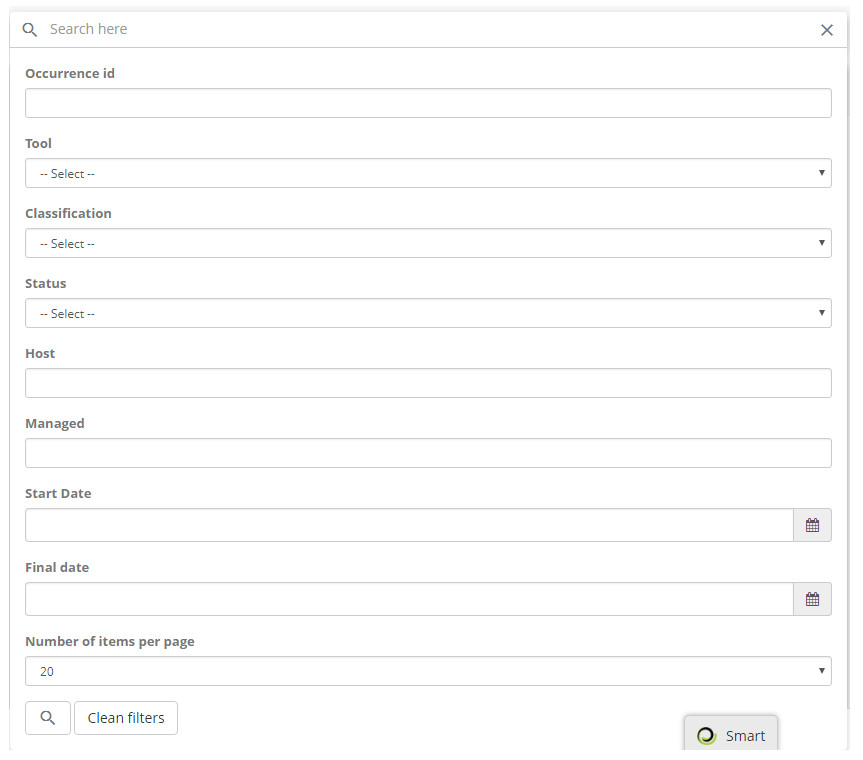 Search here
Occurrence id
Tool
-- Select --
Classification
-- Select --
Status
-- Select --
Host
Managed
Start Date
Final date
Number of items per page
20
Clean filters
Smart